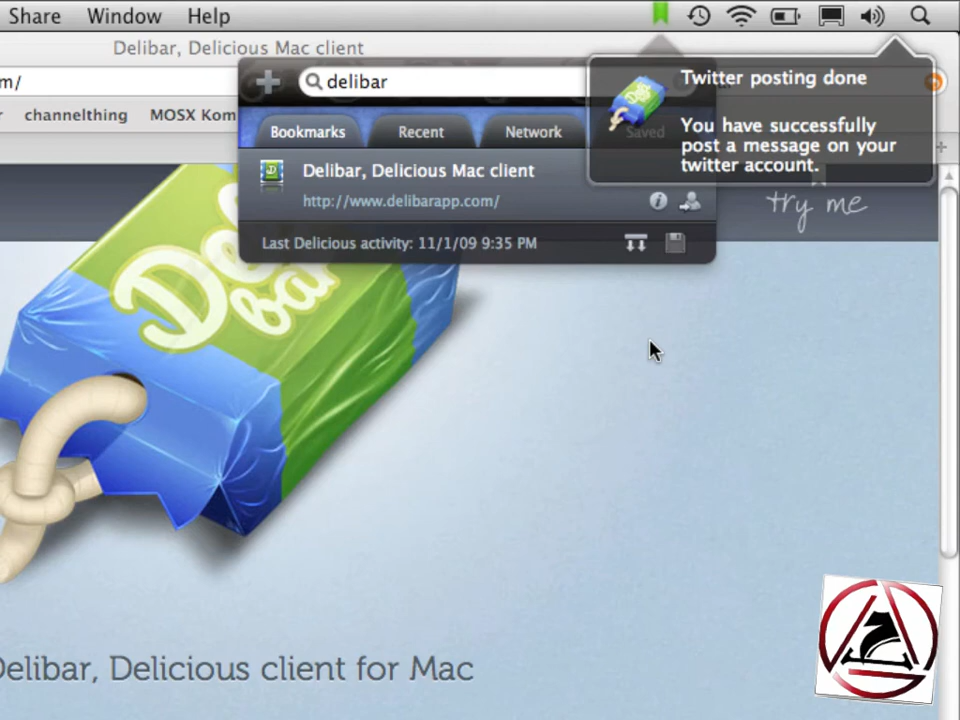 Share Window Help
Delibar, Delicious Mac client
m/
delibar
Twitter posting done
You have successfully
post a message on your
twitter account.
channelthing MOSX Kom
Bookmarks Recent Network Saved
Delibar, Delicious Mac client
http://www.delibarapp.com/
try me
Last Delicious activity: 11/1/09 9:35 PM
Deli
bar
Delibar, Delicious client for Mac